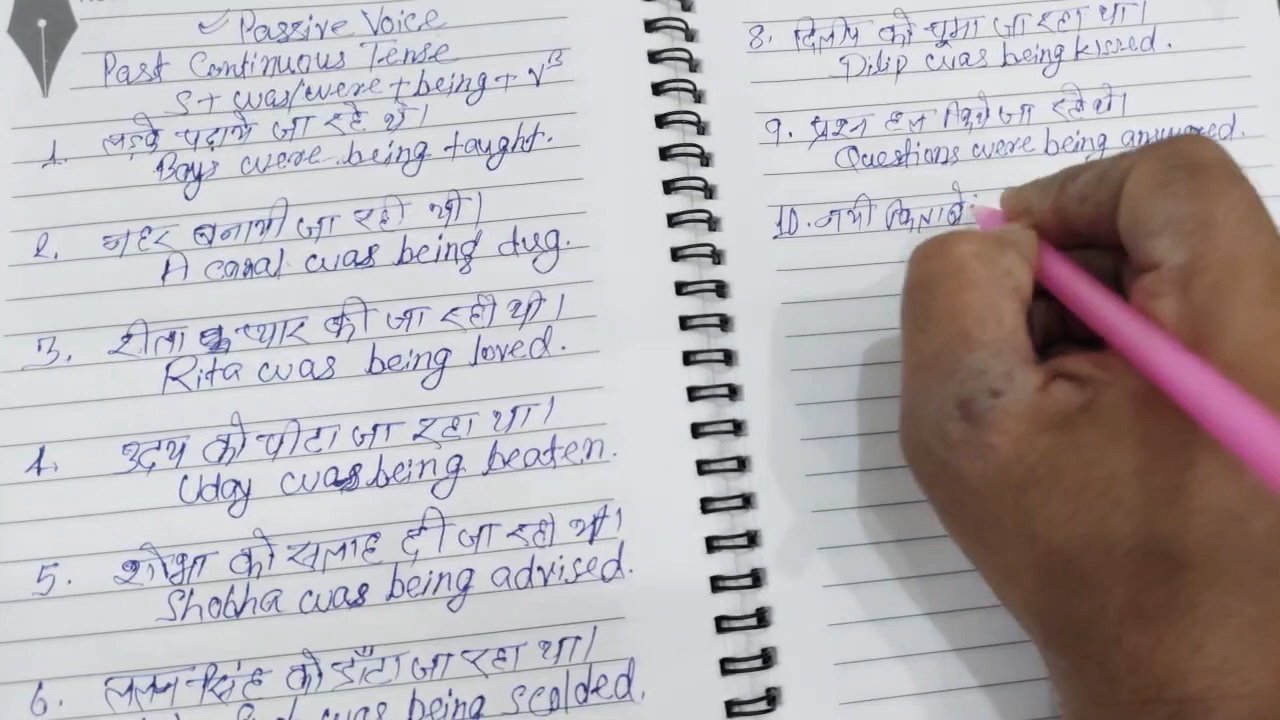 Passive Voice
Past Continuous Tense
S + was/were + being + V³
1. लड़के पढ़ाये जा रहे थे।
Boys were being taught.
2. नहर बनायी जा रही थी।
A canal was being dug.
3. रीता प्यार की जा रही थी।
Rita was being loved.
4. उदय को पीटा जा रहा था।
Uday was being beaten.
5. शोभा को सलाह दी जा रही थी।
Shobha was being advised.
6. सिंह को डाँटा जा रहा था।
was being scolded.
8. दिलीप को चूमा जा रहा था।
Dilip was being kissed.
9. प्रश्न हल किये जा रहे थे।
Questions were being answered.
10. नयी किताबें